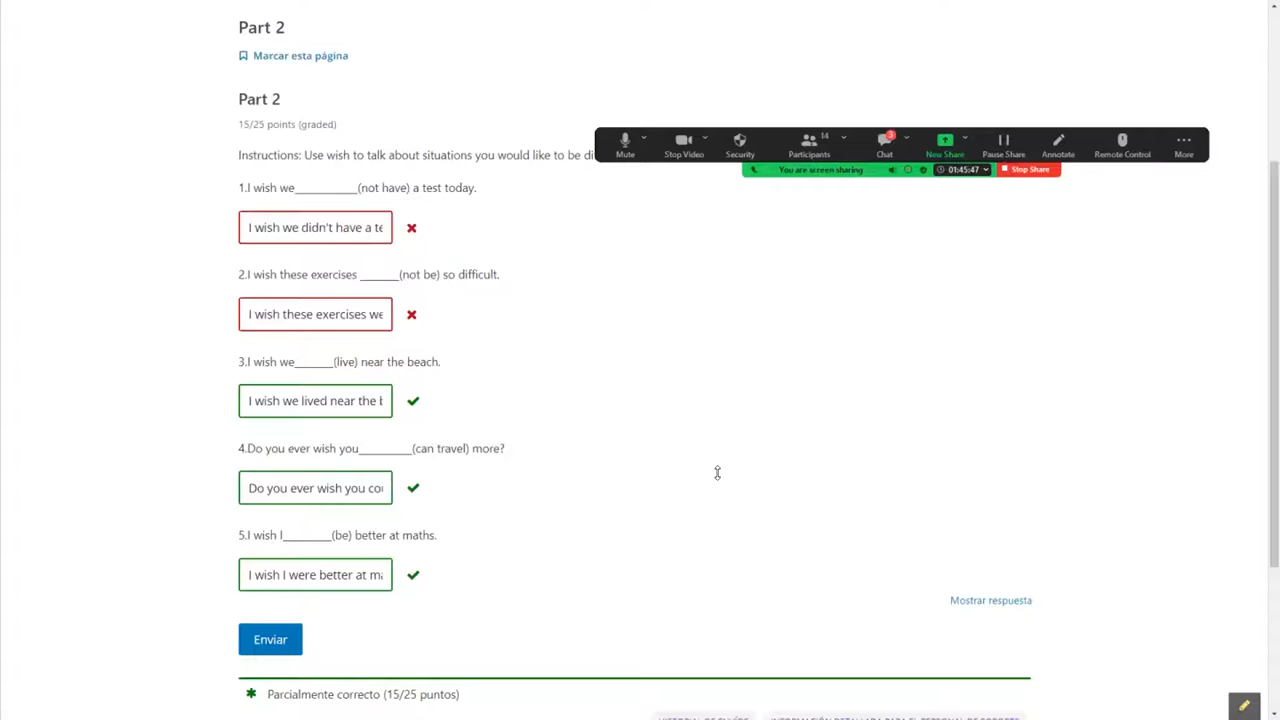 Part 2
Marcar esta página
Part 2
15/25 points (graded)
Instructions: Use wish to talk about situations you would like to be di
Mute
Stop Video
Security
14
Participants
3
Chat
New Share
Pause Share
Annotate
Remote Control
More
You are screen sharing
01:45:47
Stop Share
1.I wish we__________(not have) a test today.
I wish we didn't have a te
2.I wish these exercises ______(not be) so difficult.
I wish these exercises we
3.I wish we______(live) near the beach.
I wish we lived near the b
4.Do you ever wish you________(can travel) more?
Do you ever wish you cou
5.I wish I________(be) better at maths.
I wish I were better at ma
Mostrar respuesta
Enviar
Parcialmente correcto (15/25 puntos)